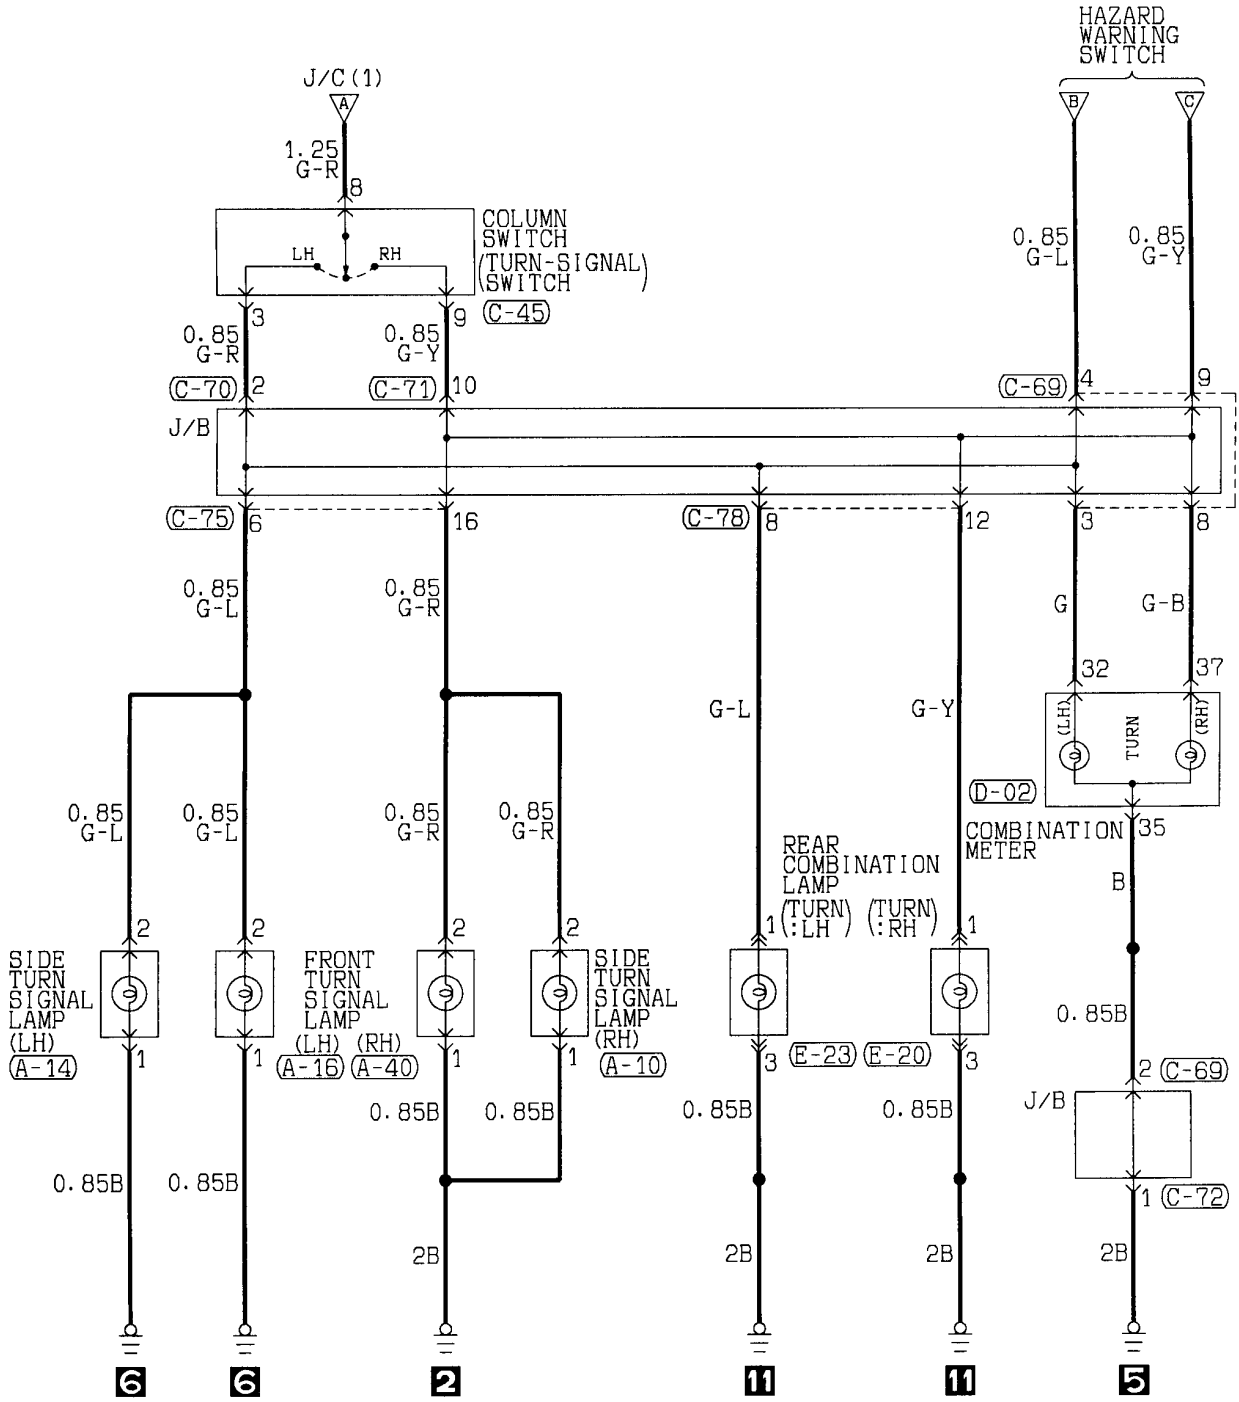 HAZARD
WARNING
SWITCH
J/C(1)
A
B
C
1.25
G-R
8
COLUMN
SWITCH
(TURN-SIGNAL)
SWITCH
LH
RH
C-45
0.85
G-L
0.85
G-Y
3
9
0.85
G-R
0.85
G-Y
C-70
2
C-71
10
C-69
4
9
J/B
C-75
6
16
C-78
8
12
3
8
0.85
G-L
0.85
G-R
G
G-B
32
37
G-L
G-Y
(LH)
TURN
(RH)
D-02
COMBINATION
METER
35
0.85
G-L
0.85
G-L
0.85
G-R
0.85
G-R
REAR
COMBINATION
LAMP
(TURN
:LH)
(TURN
:RH)
B
2
2
2
2
1
1
SIDE
TURN
SIGNAL
LAMP
(LH)
A-14
FRONT
TURN
SIGNAL
LAMP
(LH)
(RH)
A-16
A-40
SIDE
TURN
SIGNAL
LAMP
(RH)
A-10
0.85B
1
1
1
1
3
E-23
E-20
3
2
C-69
J/B
0.85B
0.85B
0.85B
0.85B
0.85B
0.85B
1
C-72
2B
2B
2B
2B
6
6
2
11
11
5